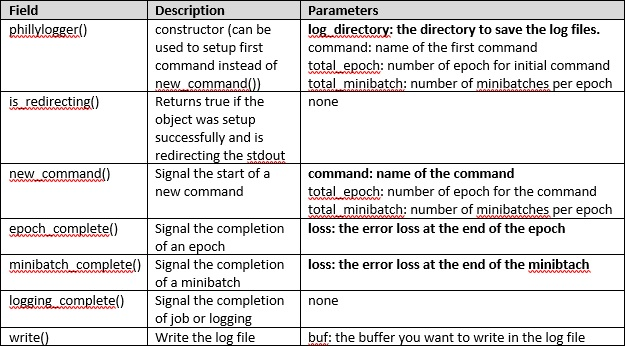 Field Description Parameters
phillylogger() constructor (can log_directory: the directory to save the log files.
be used to setup first command: name of the first command
command instead of total_epoch: number of epoch for initial command
new_command()) total_minibatch: number of minibatches per epoch
is_redirecting() Returns true if the none
object was setup
successfully and is
redirecting the stdout
new_command() Signal the start of a command: name of the command
new command total_epoch: number of epoch for the command
total_minibatch: number of minibatches per epoch
epoch_complete() Signal the completion loss: the error loss at the end of the epoch
of an epoch
minibatch_complete() Signal the completion loss: the error loss at the end of the minibtach
of a minibatch
logging_complete() Signal the completion none
of job or logging
write() Write the log file buf: the buffer you want to write in the log file